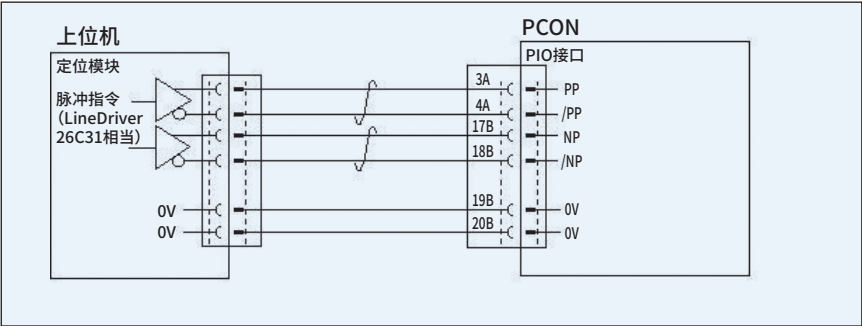 上位机
PCON
定位模块
PIO接口
脉冲指令
（LineDriver
26C31相当）
3A
PP
4A
/PP
17B
NP
18B
/NP
0V
19B
0V
0V
20B
0V